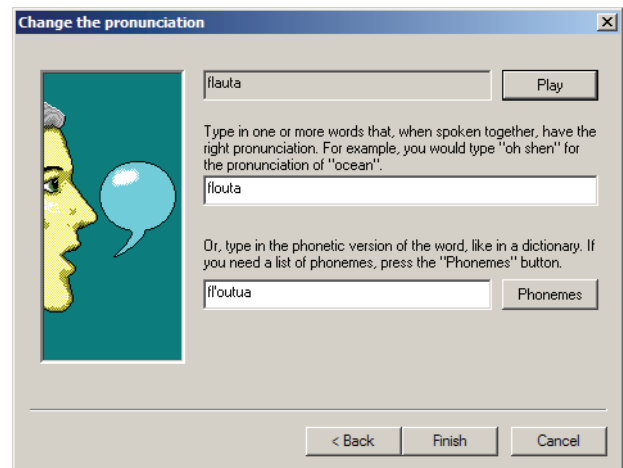 Change the pronunciation
flauta
Play
Type in one or more words that, when spoken together, have the
right pronunciation. For example, you would type "oh shen" for
the pronunciation of "ocean".
flouta
Or, type in the phonetic version of the word, like in a dictionary. If
you need a list of phonemes, press the "Phonemes" button.
fl'outua
Phonemes
< Back
Finish
Cancel